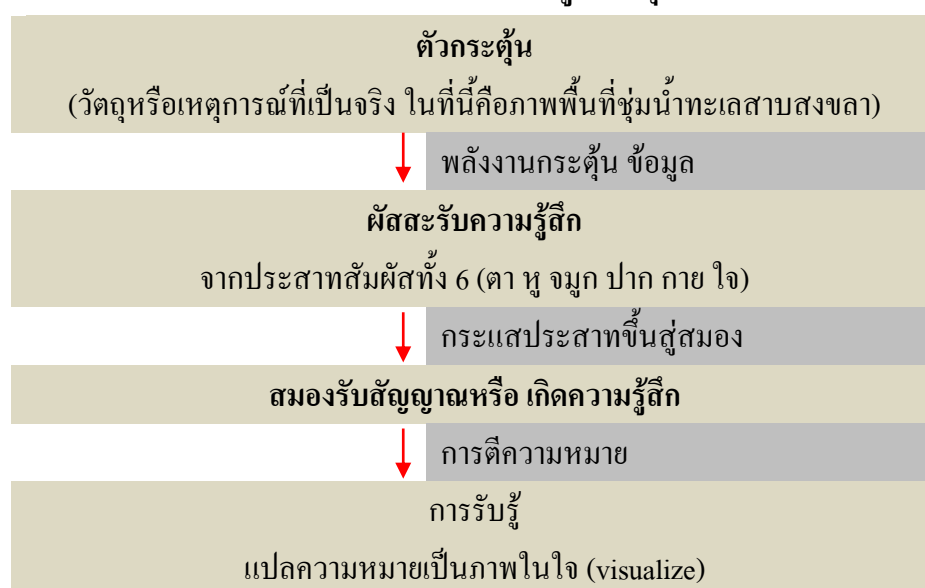 ตัวกระตุ้น
(วัตถุหรือเหตุการณ์ที่เป็นจริง ในที่นี้คือภาพพื้นที่ชุ่มน้ำทะเลสาบสงขลา)
พลังงานกระตุ้น ข้อมูล
ผัสสะรับความรู้สึก
จากประสาทสัมผัสทั้ง 6 (ตา หู จมูก ปาก กาย ใจ)
กระแสประสาทขึ้นสู่สมอง
สมองรับสัญญาณหรือ เกิดความรู้สึก
การตีความหมาย
การรับรู้
แปลความหมายเป็นภาพในใจ (visualize)